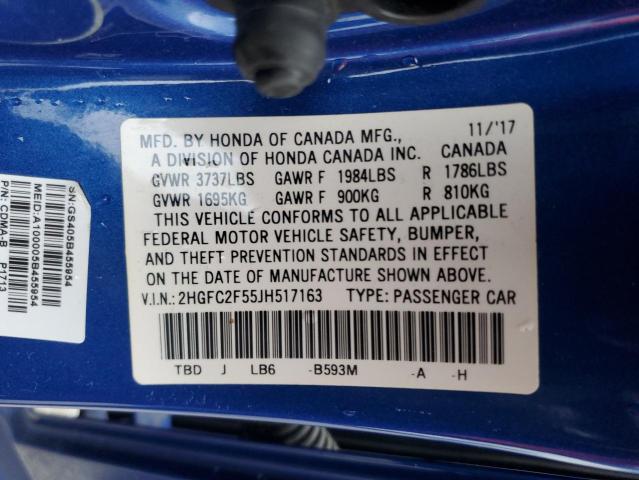 MFD. BY HONDA OF CANADA MFG., 11/'17
A DIVISION OF HONDA CANADA INC. CANADA
GVWR 3737LBS GAWR F 1984LBS R 1786LBS
GVWR 1695KG GAWR F 900KG R 810KG
THIS VEHICLE CONFORMS TO ALL APPLICABLE
FEDERAL MOTOR VEHICLE SAFETY, BUMPER,
AND THEFT PREVENTION STANDARDS IN EFFECT
ON THE DATE OF MANUFACTURE SHOWN ABOVE.
V.I.N.: 2HGFC2F55JH517163 TYPE: PASSENGER CAR
TBD J LB6 -B593M -A -H
SN:GS405B455954
MEID:A100005B455954
P/N: CDMA-B P1713